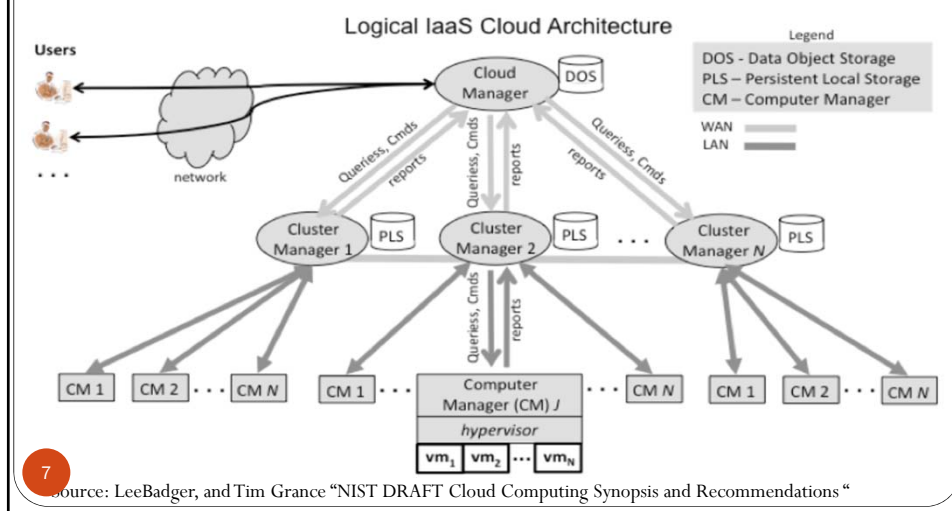 Logical IaaS Cloud Architecture
Users
Cloud
Manager
DOS
Legend
DOS - Data Object Storage
PLS – Persistent Local Storage
CM – Computer Manager
WAN
LAN
network
. . .
Queriess, Cmds
reports
Queriess, Cmds
reports
Queriess, Cmds
reports
Cluster
Manager 1
PLS
Cluster
Manager 2
PLS
. . .
Cluster
Manager N
PLS
Queriess, Cmds
reports
CM 1
CM 2
. . .
CM N
CM 1
. . .
Computer
Manager (CM) J
hypervisor
vm1
vm2
...
vmN
. . .
CM N
CM 1
CM 2
. . .
CM N
7
Source: LeeBadger, and Tim Grance “NIST DRAFT Cloud Computing Synopsis and Recommendations “